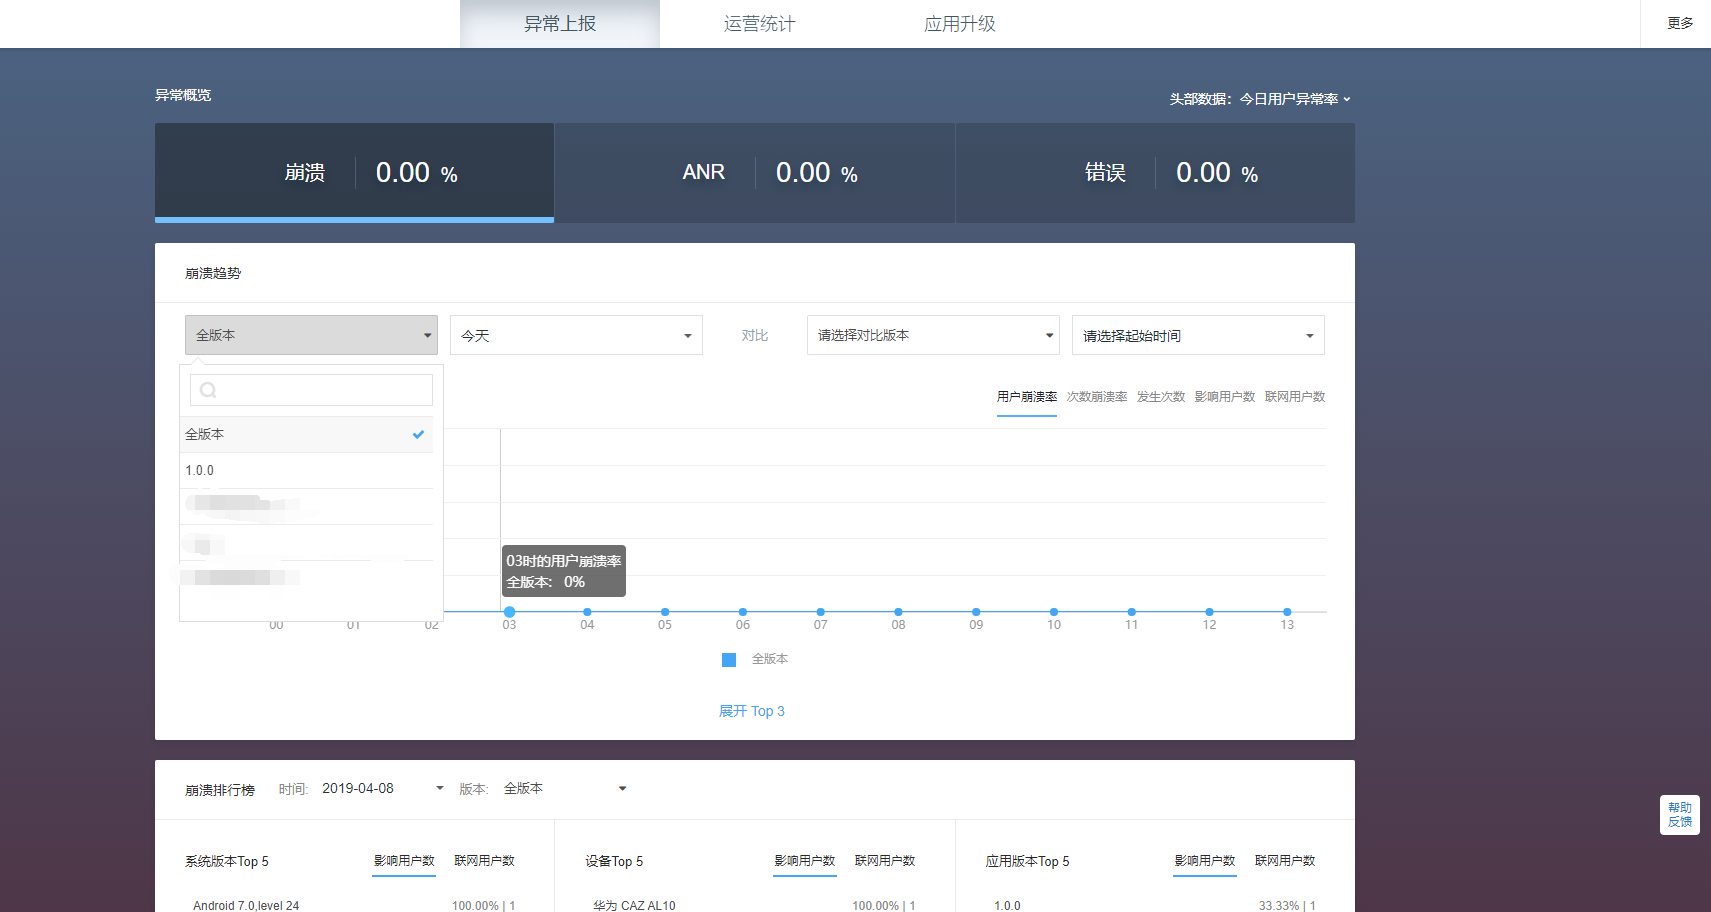 异常上报 运营统计 应用升级 更多
异常概览 头部数据：今日用户异常率
崩溃 0.00 % ANR 0.00 % 错误 0.00 %
崩溃趋势
全版本 今天 对比 请选择对比版本 请选择起始时间
用户崩溃率 次数崩溃率 发生次数 影响用户数 联网用户数
全版本
1.0.0
03时的用户崩溃率
全版本： 0%
00 01 02 03 04 05 06 07 08 09 10 11 12 13
全版本
展开 Top 3
崩溃排行榜 时间: 2019-04-08 版本: 全版本
帮助
反馈
系统版本Top 5 影响用户数 联网用户数 设备Top 5 影响用户数 联网用户数 应用版本Top 5 影响用户数 联网用户数
Android 7.0,level 24 100.00% | 1 华为 CAZ AL10 100.00% | 1 1.0.0 33.33% | 1